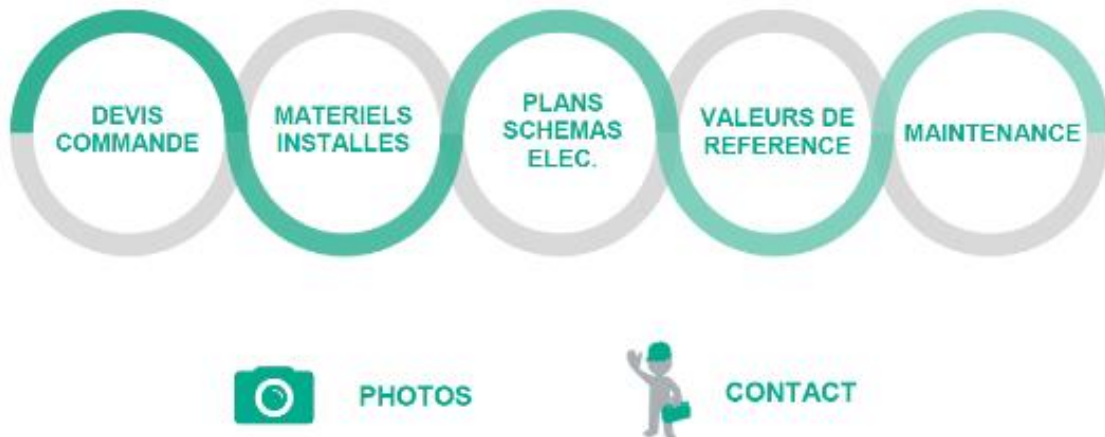 DEVIS
COMMANDE
MATERIELS
INSTALLES
PLANS
SCHEMAS
ELEC.
VALEURS DE
REFERENCE
MAINTENANCE
PHOTOS
CONTACT